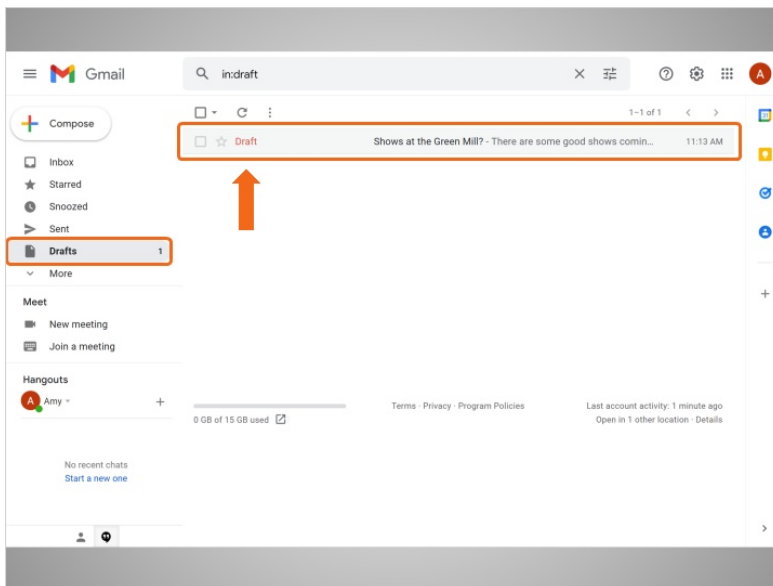 Gmail
in:draft
A
Compose
1–1 of 1
Draft Shows at the Green Mill? - There are some good shows comin... 11:13 AM
Inbox
Starred
Snoozed
Sent
Drafts 1
More
Meet
New meeting
Join a meeting
Hangouts
A Amy
0 GB of 15 GB used
Terms · Privacy · Program Policies
Last account activity: 1 minute ago
Open in 1 other location · Details
No recent chats
Start a new one